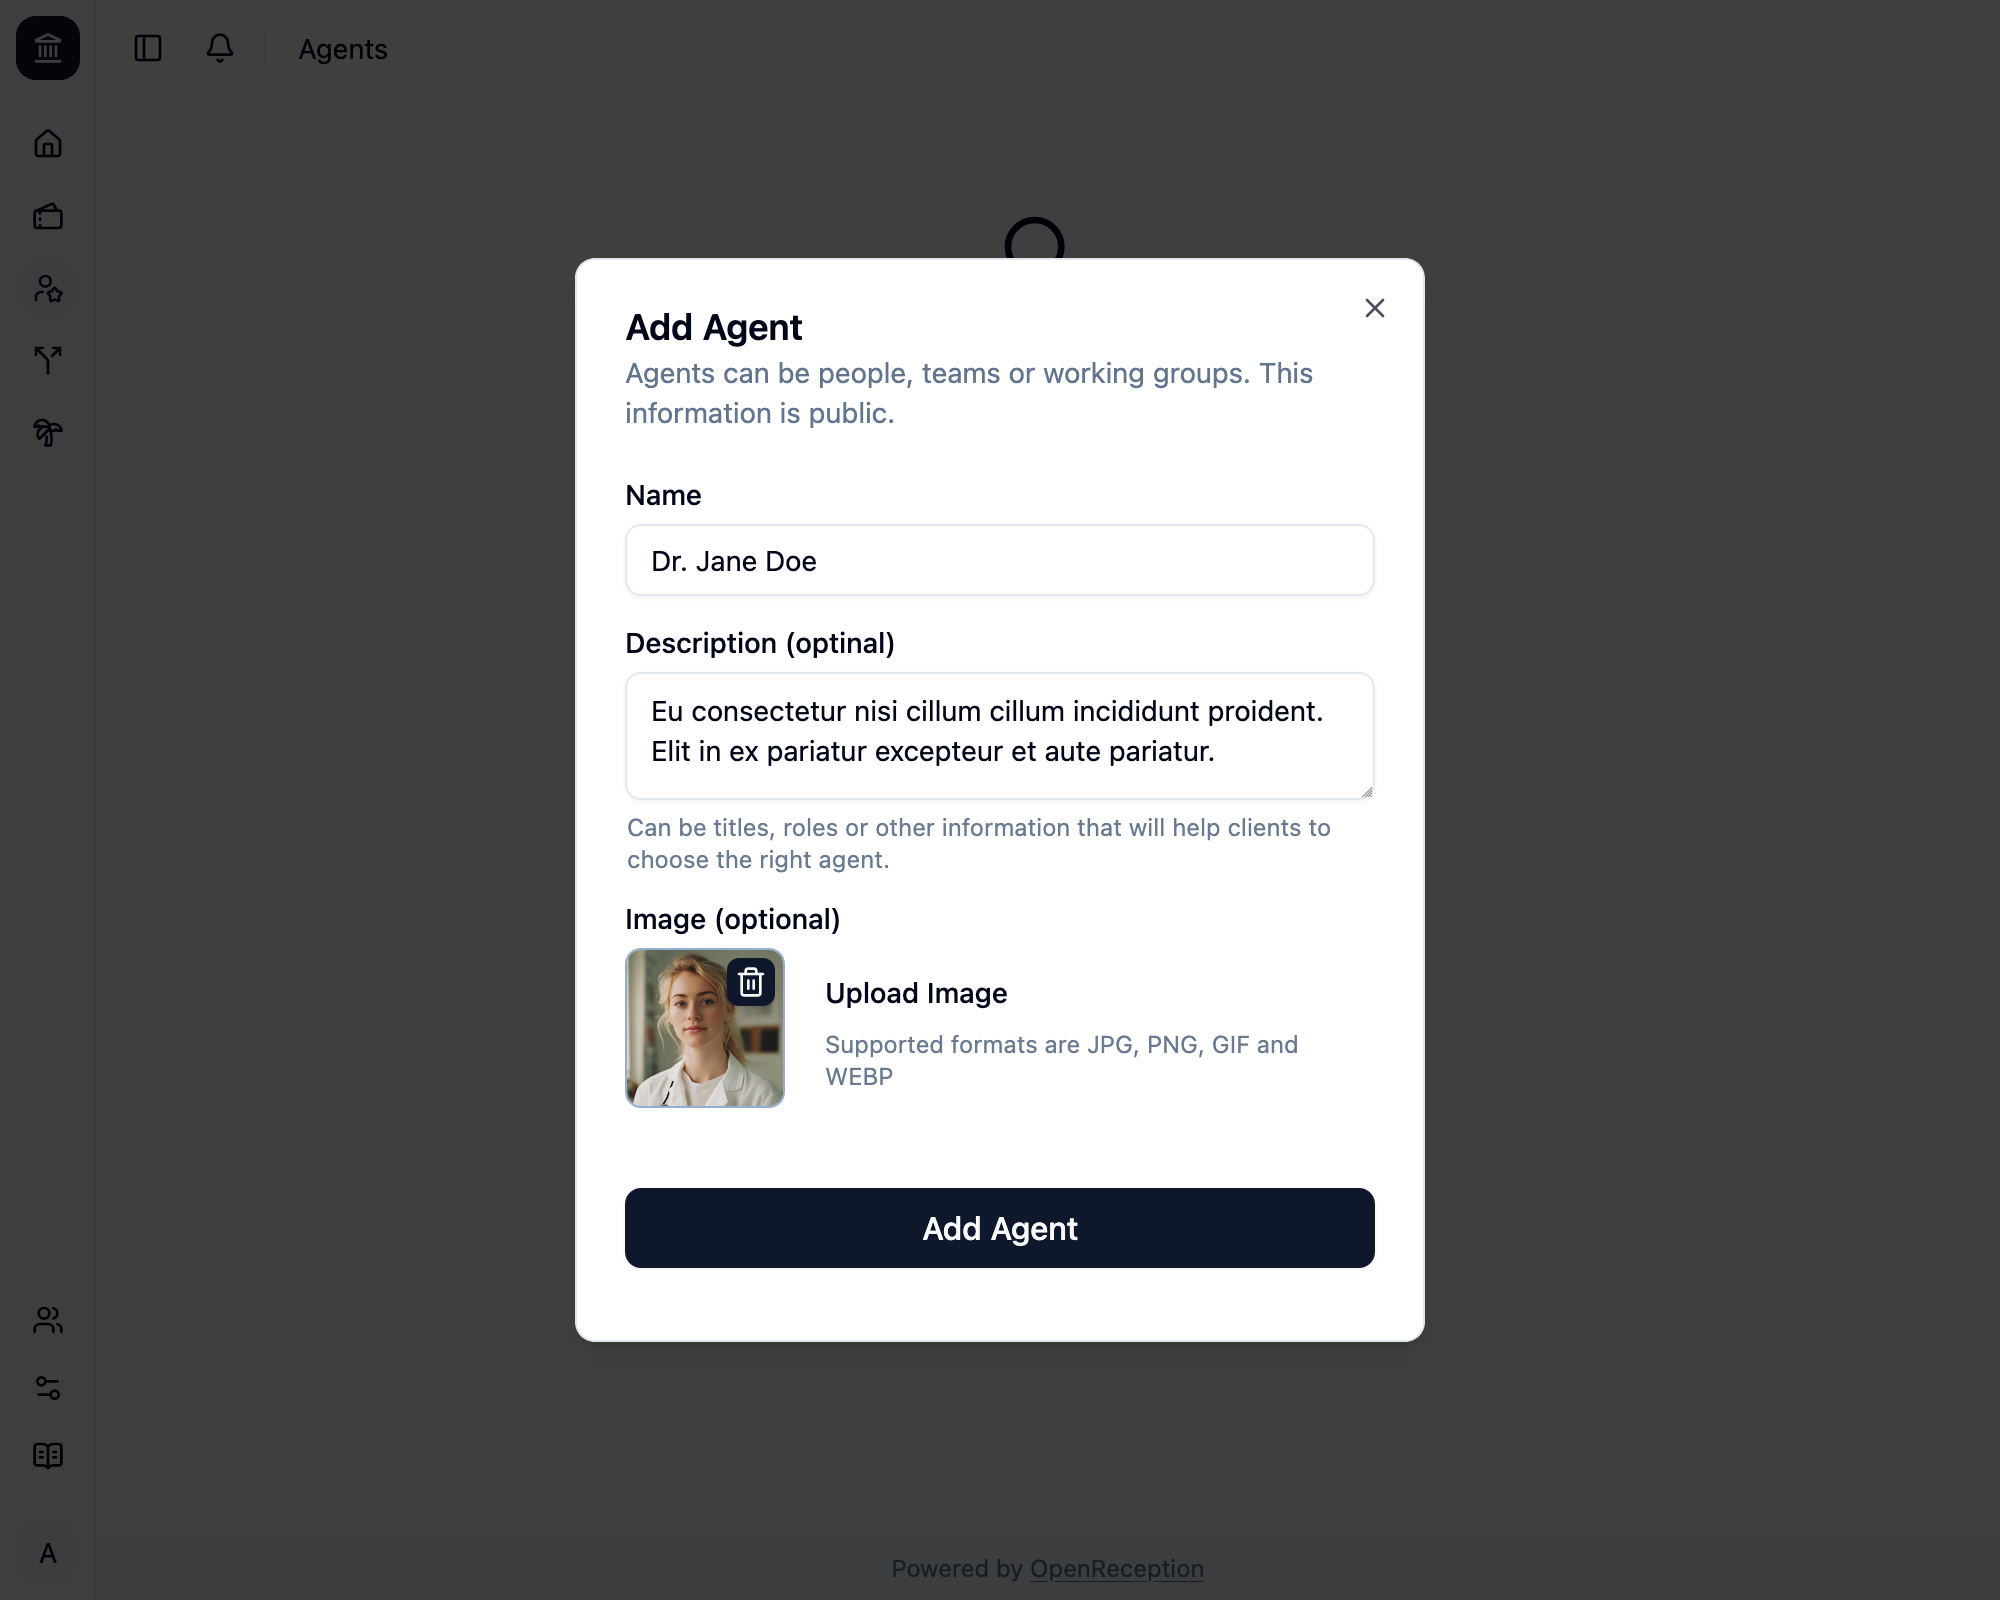 Agents
Add Agent
Agents can be people, teams or working groups. This
information is public.
Name
Dr. Jane Doe
Description (optinal)
Eu consectetur nisi cillum cillum incididunt proident.
Elit in ex pariatur excepteur et aute pariatur.
Can be titles, roles or other information that will help clients to
choose the right agent.
Image (optional)
Upload Image
Supported formats are JPG, PNG, GIF and
WEBP
Add Agent
A
Powered by OpenReception